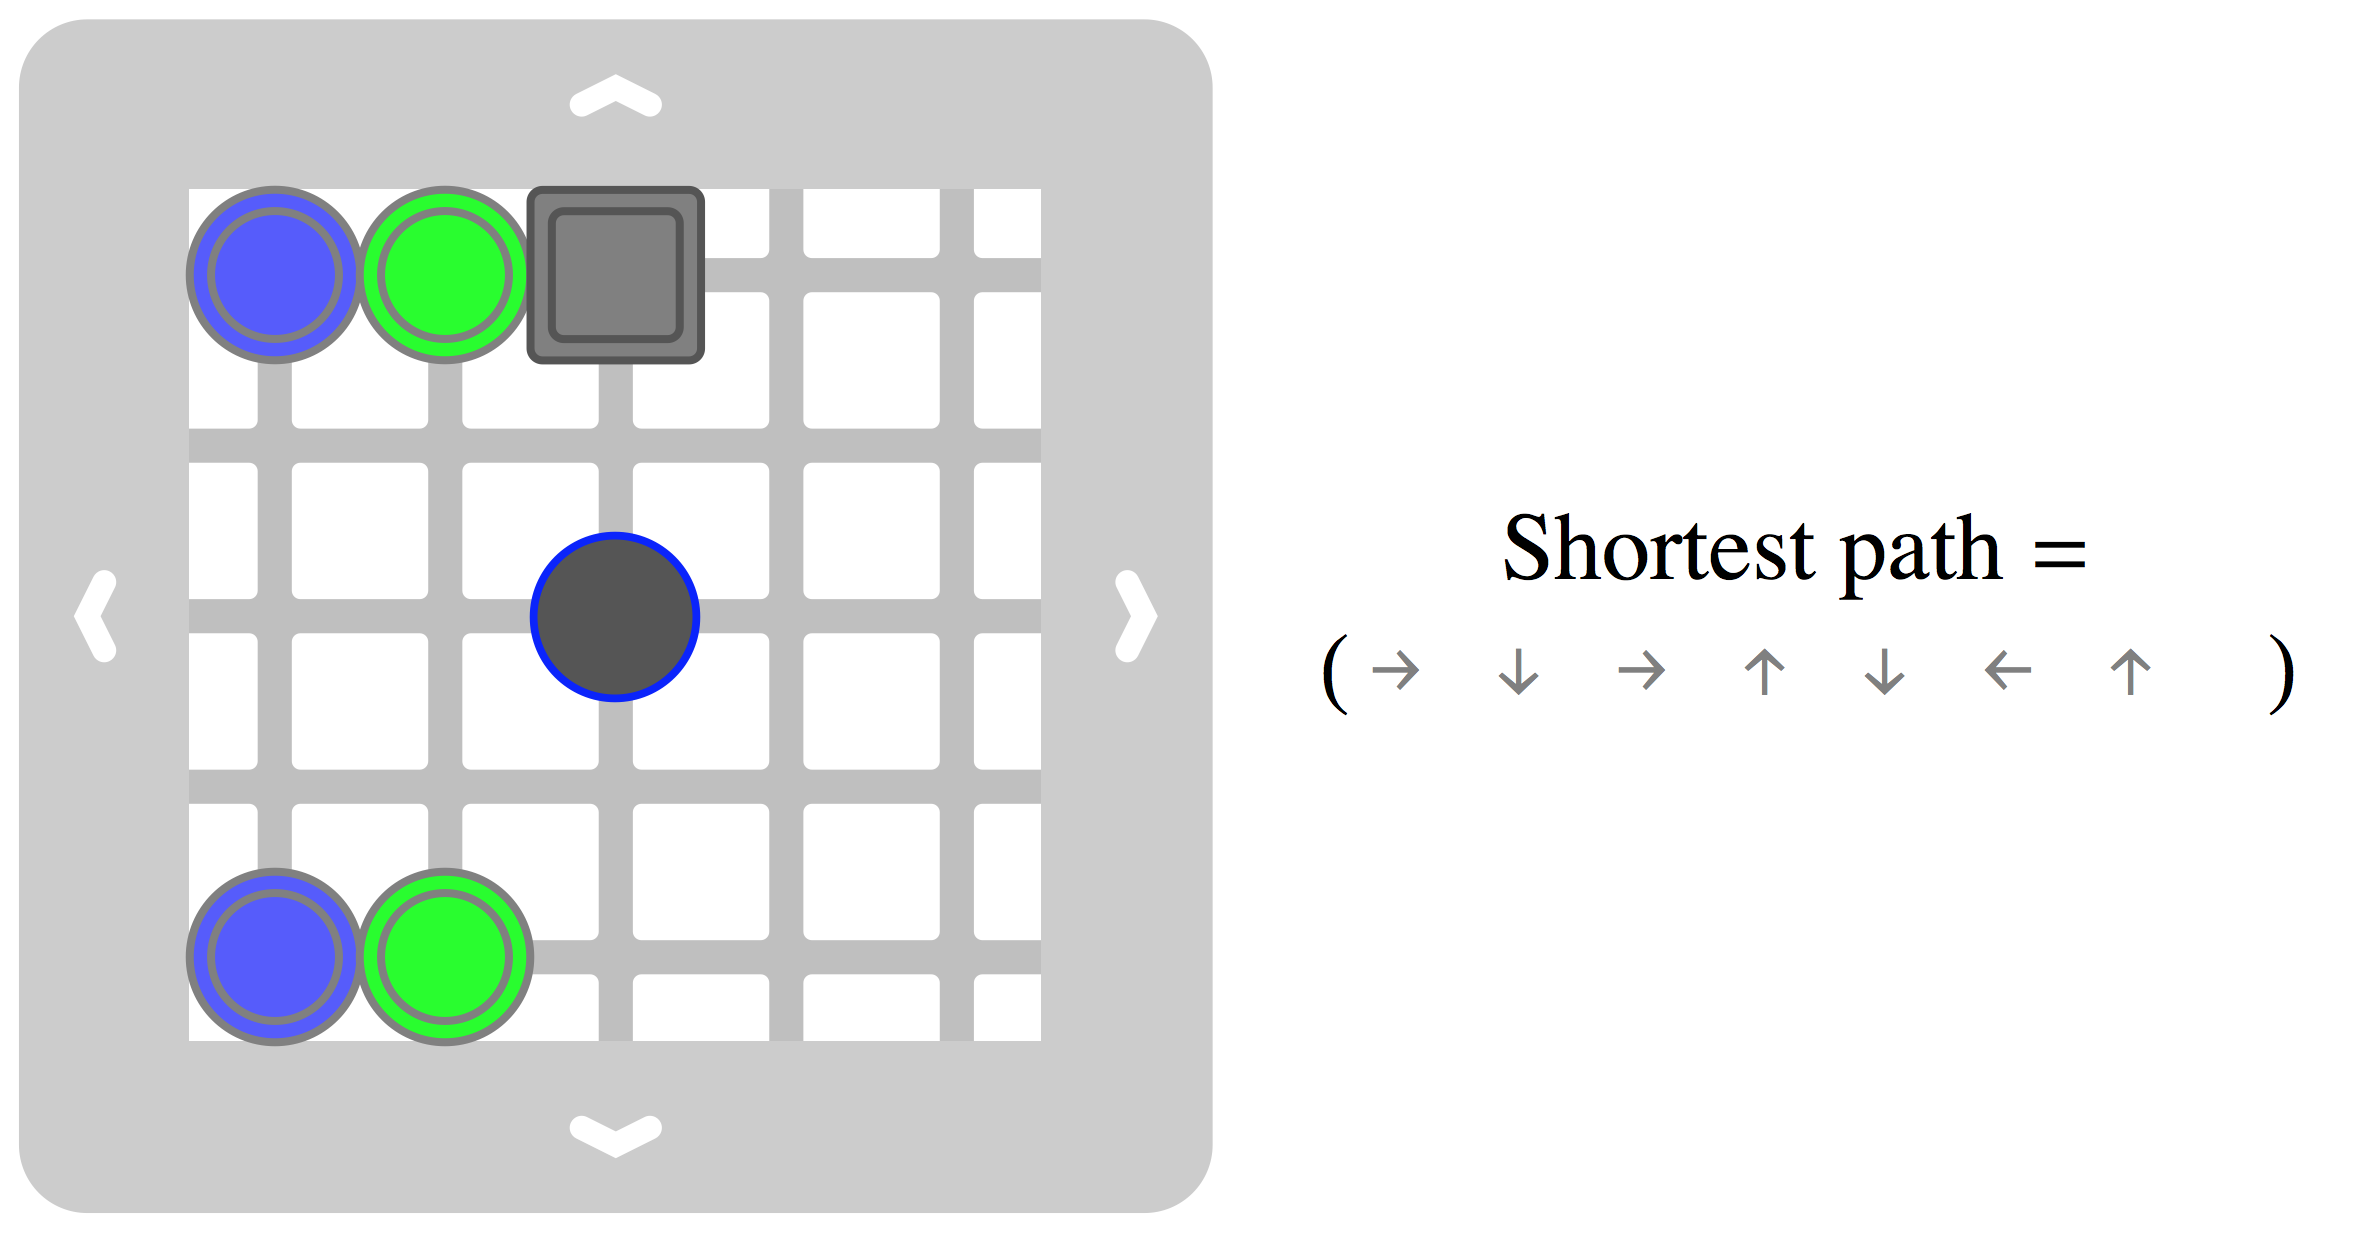 Shortest path =
( → ↓ → ↑ ↓ ← ↑ )